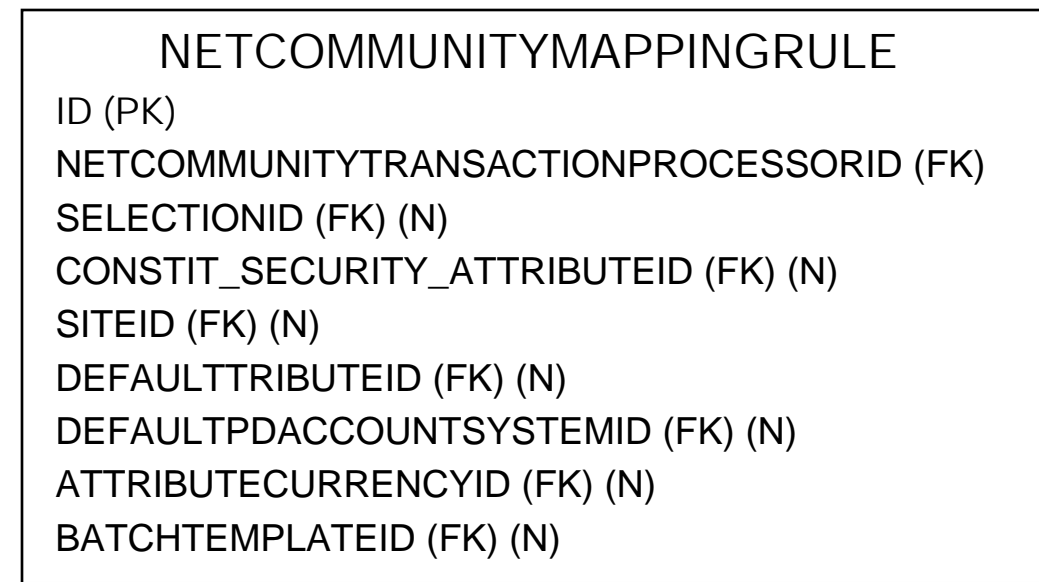 NETCOMMUNITYMAPPINGRULE
ID (PK)
NETCOMMUNITYTRANSACTIONPROCESSORID (FK)
SELECTIONID (FK) (N)
CONSTIT_SECURITY_ATTRIBUTEID (FK) (N)
SITEID (FK) (N)
DEFAULTTRIBUTEID (FK) (N)
DEFAULTPDACCOUNTSYSTEMID (FK) (N)
ATTRIBUTECURRENCYID (FK) (N)
BATCHTEMPLATEID (FK) (N)